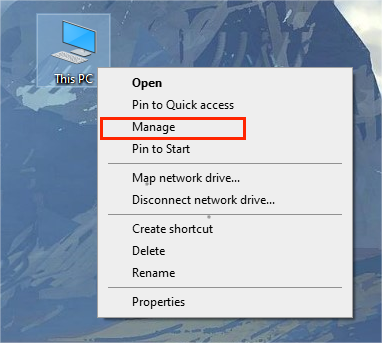 This PC
Open
Pin to Quick access
Manage
Pin to Start
Map network drive...
Disconnect network drive...
Create shortcut
Delete
Rename
Properties